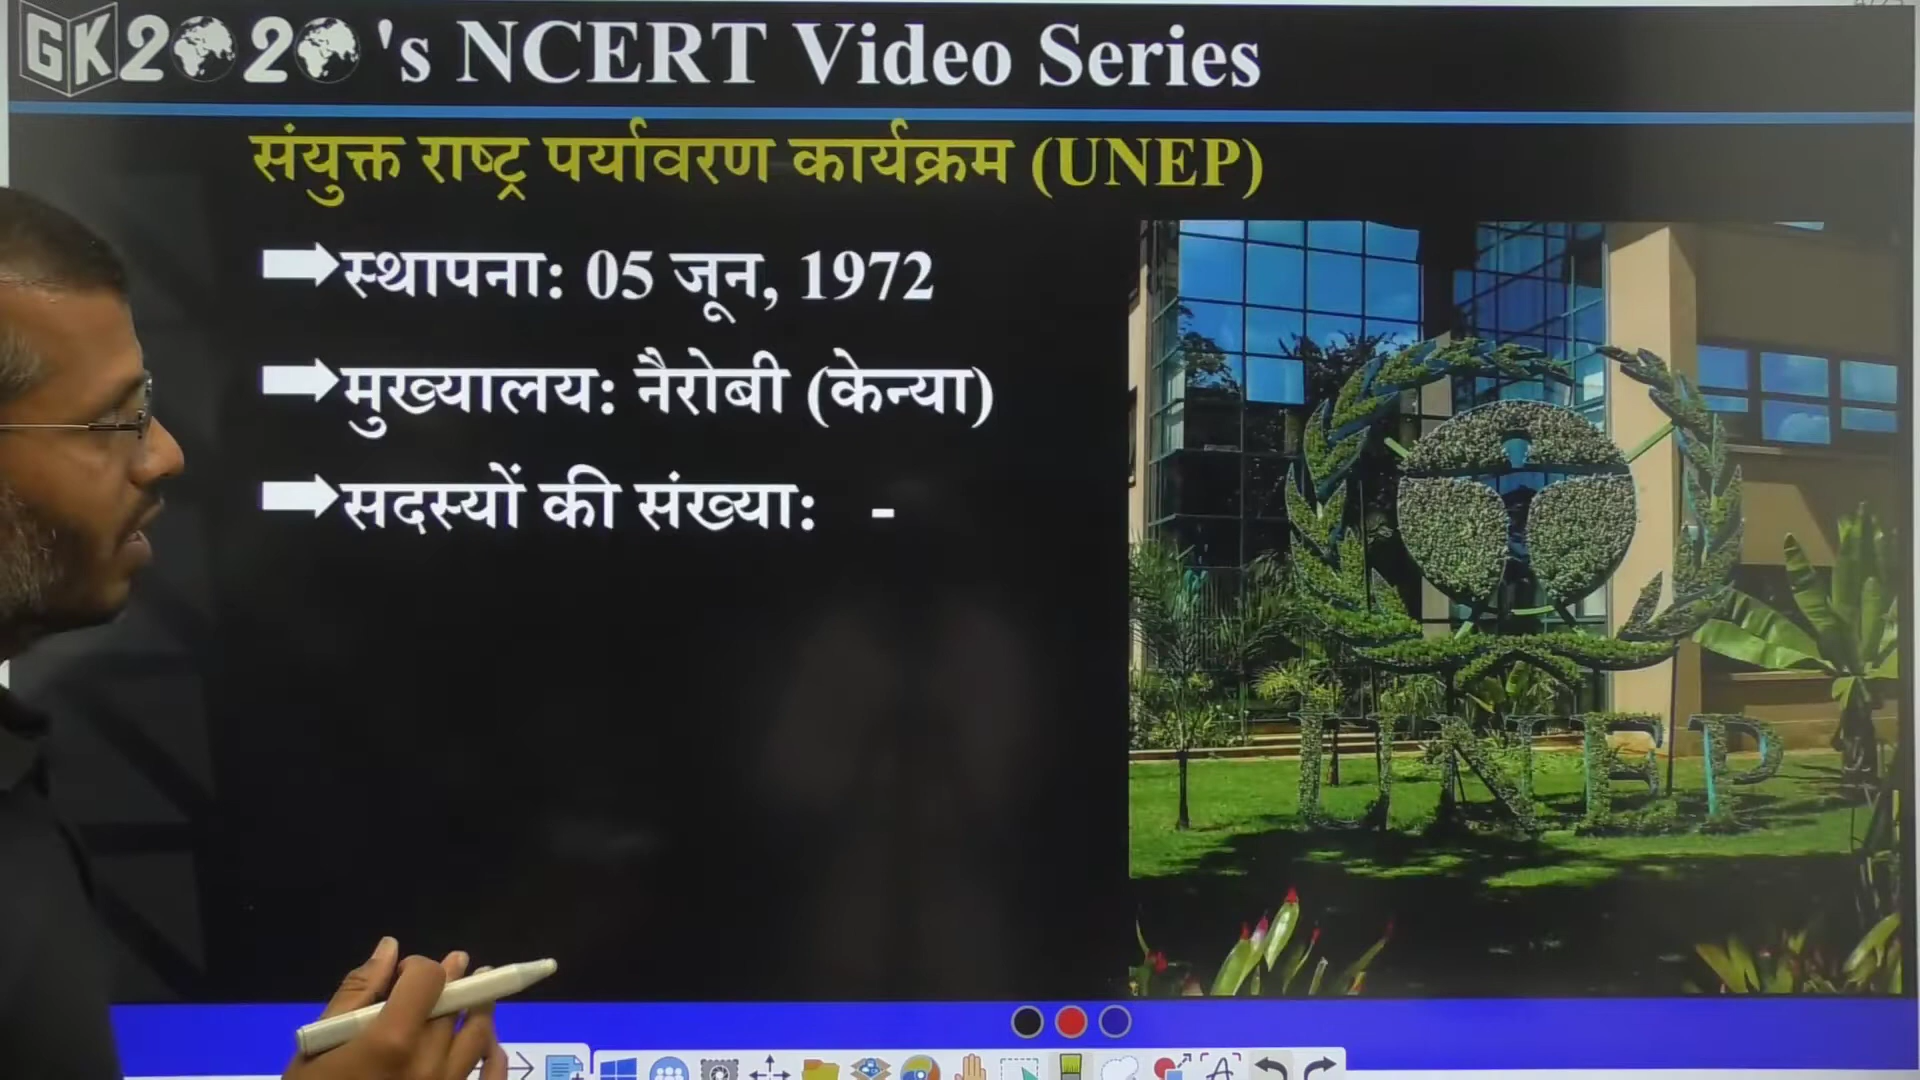 GK2020's NCERT Video Series
संयुक्त राष्ट्र पर्यावरण कार्यक्रम (UNEP)
स्थापना: 05 जून, 1972
मुख्यालय: नैरोबी (केन्या)
सदस्यों की संख्या: -
UNEP